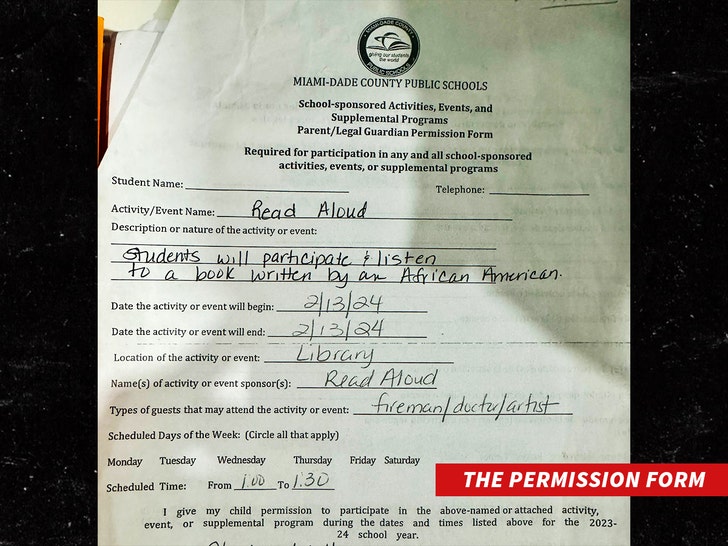 MIAMI-DADE COUNTY PUBLIC SCHOOLS
giving our students
the world
MIAMI-DADE COUNTY PUBLIC SCHOOLS
School-sponsored Activities, Events, and
Supplemental Programs
Parent/Legal Guardian Permission Form
Required for participation in any and all school-sponsored
activities, events, or supplemental programs
Student Name: Telephone:
Activity/Event Name: Read Aloud
Description or nature of the activity or event:
Students will participate & listen
to a book written by an African American.
Date the activity or event will begin: 2/13/24
Date the activity or event will end: 2/13/24
Location of the activity or event: Library
Name(s) of activity or event sponsor(s): Read Aloud
Types of guests that may attend the activity or event: fireman/doctor/artist
Scheduled Days of the Week: (Circle all that apply)
Monday Tuesday Wednesday Thursday Friday Saturday
Scheduled Time: From 1:00 To 1:30
THE PERMISSION FORM
I give my child permission to participate in the above-named or attached activity,
event, or supplemental program during the dates and times listed above for the 2023-
24 school year.